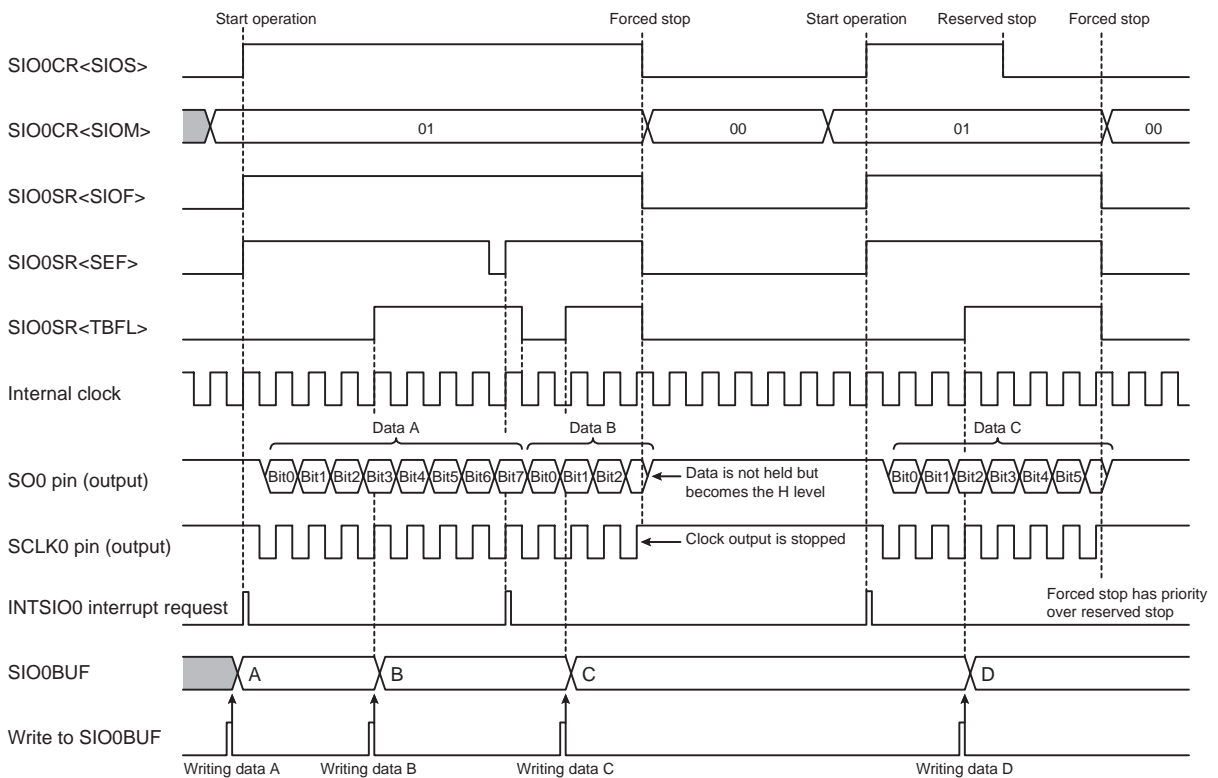 Start operation Forced stop Start operation Reserved stop Forced stop
SIO0CR<SIOS>
SIO0CR<SIOM> 01 00 01 00
SIO0SR<SIOF>
SIO0SR<SEF>
SIO0SR<TBFL>
Internal clock
Data A Data B Data C
SO0 pin (output) Bit0 Bit1 Bit2 Bit3 Bit4 Bit5 Bit6 Bit7 Bit0 Bit1 Bit2 Data is not held but Bit0 Bit1 Bit2 Bit3 Bit4 Bit5
becomes the H level
SCLK0 pin (output) Clock output is stopped
INTSIO0 interrupt request Forced stop has priority
over reserved stop
SIO0BUF A B C D
Write to SIO0BUF
Writing data A Writing data B Writing data C Writing data D